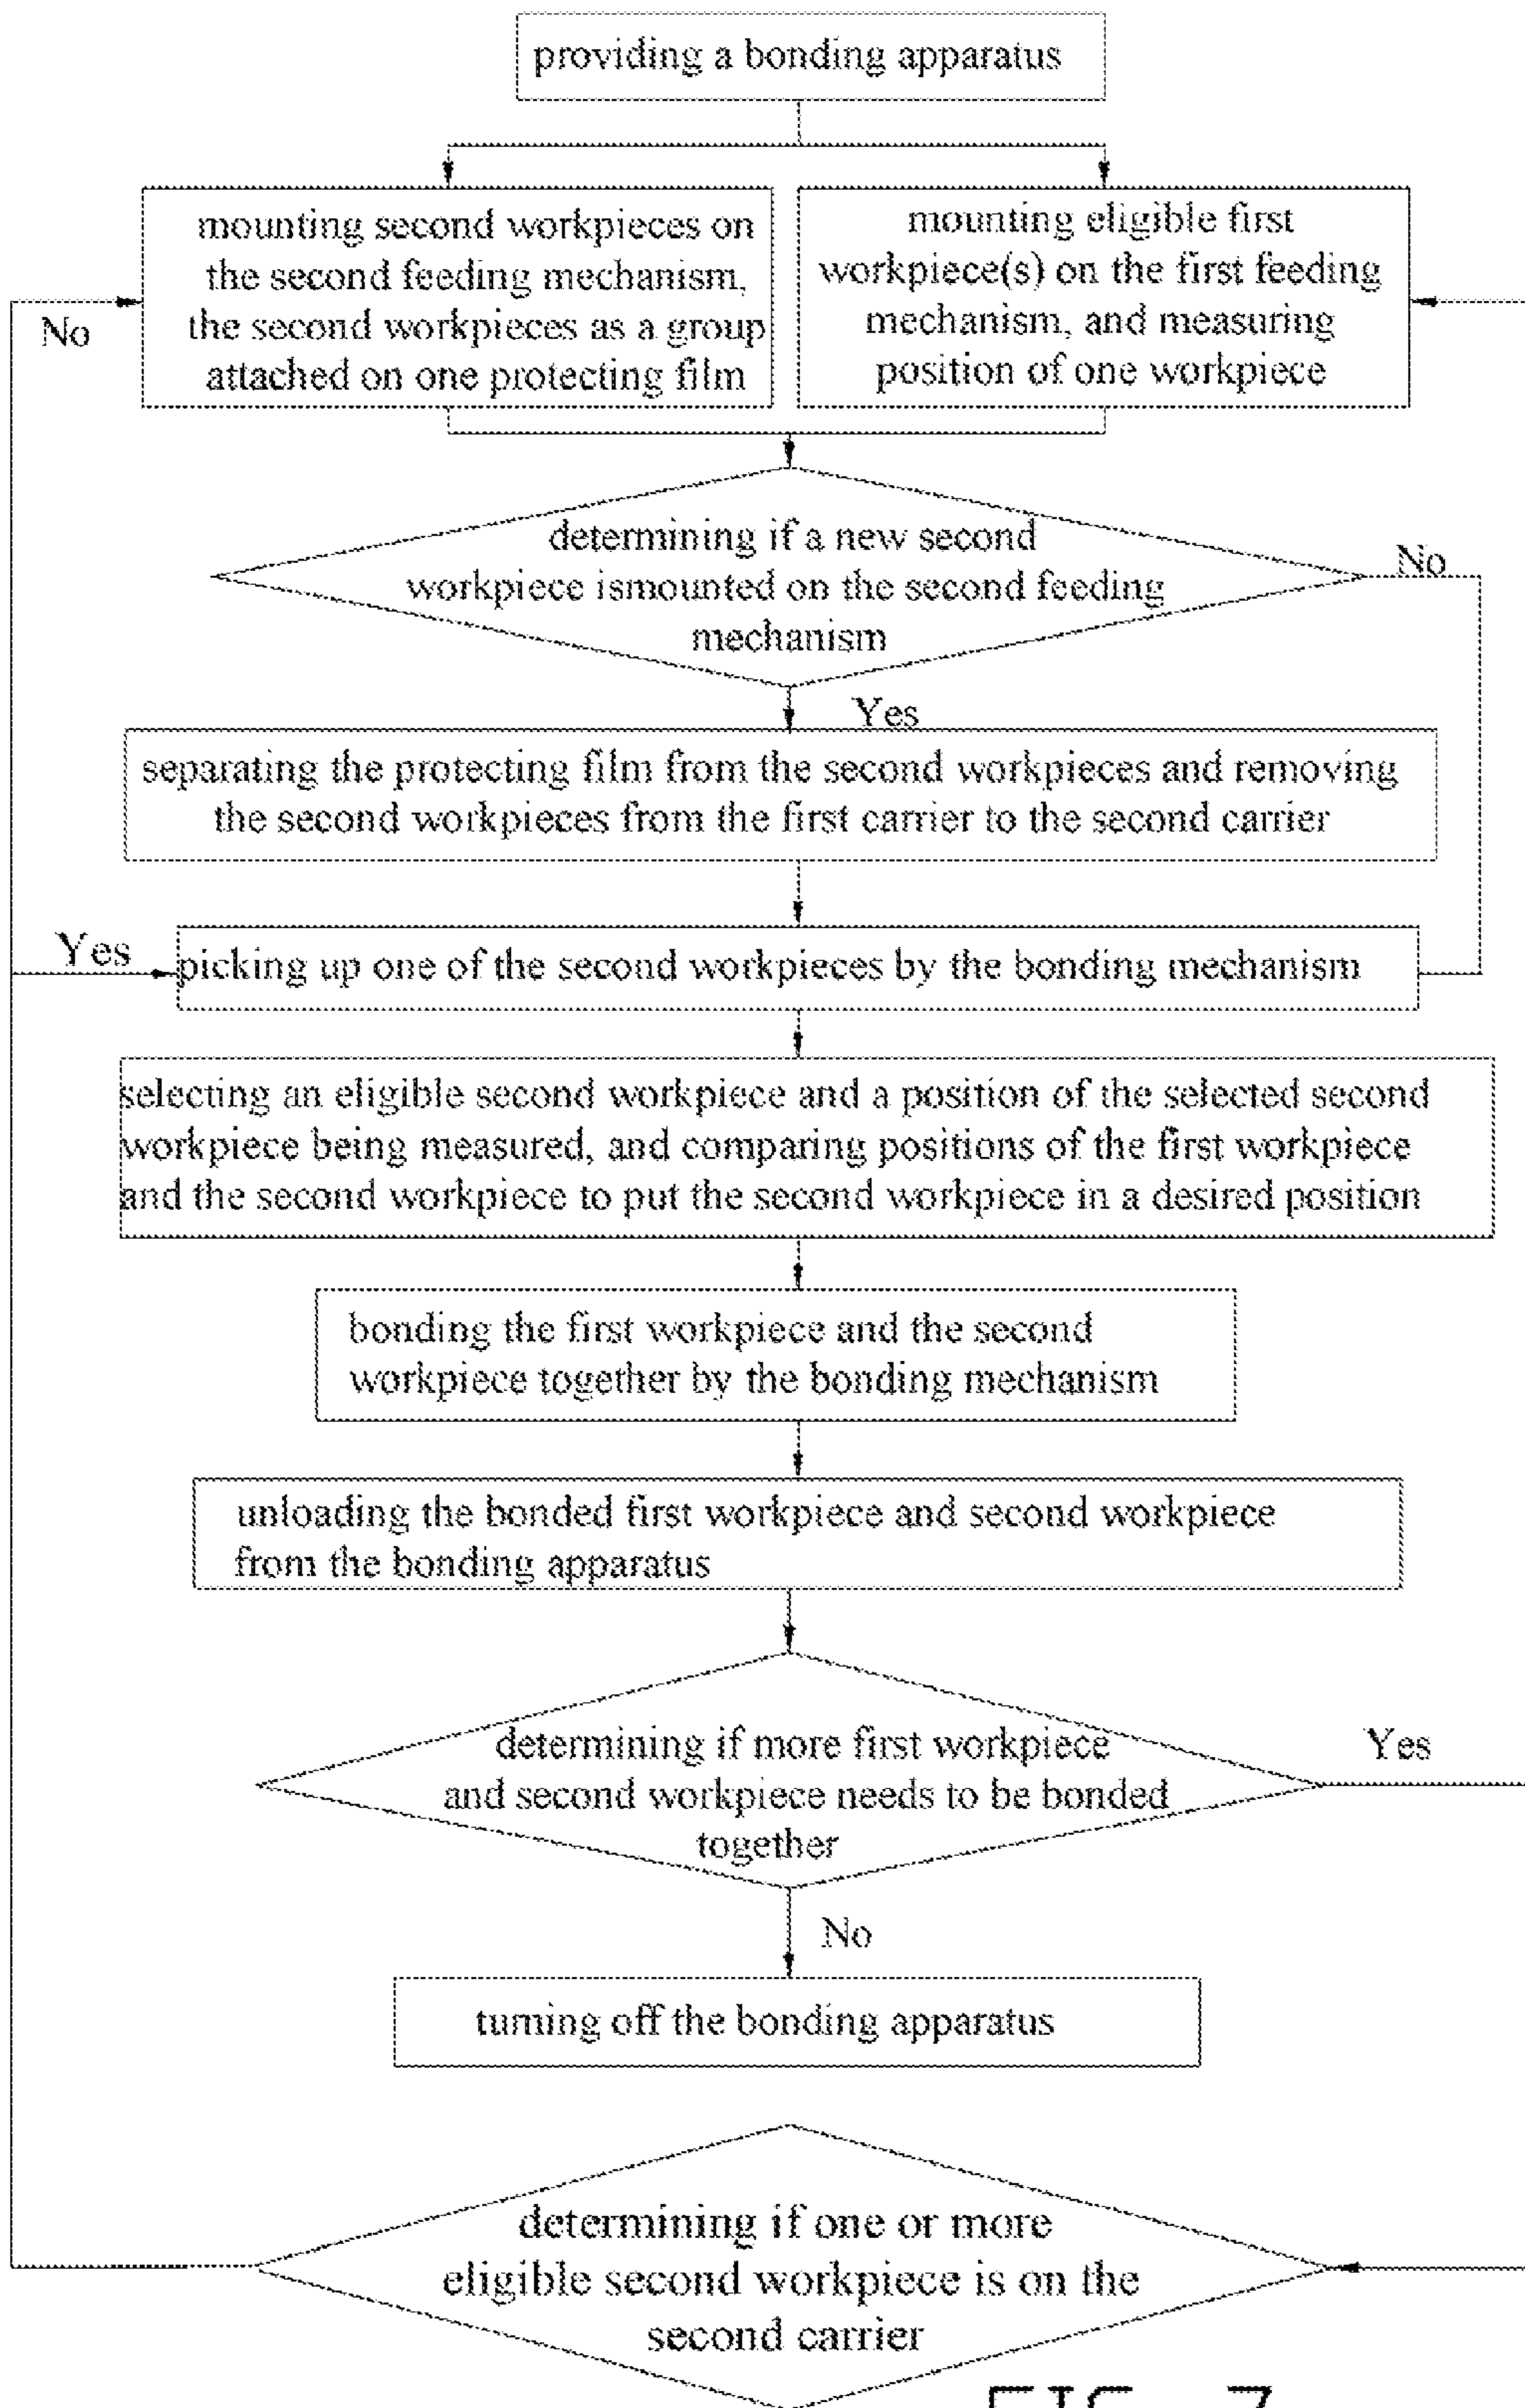 providing a bonding apparatus
mounting second workpieces on
the second feeding mechanism,
the second workpieces as a group
attached on one protecting film
mounting eligible first
workpiece(s) on the first feeding
mechanism, and measuring
position of one workpiece
No
determining if a new second
workpiece ismounted on the second feeding
mechanism
No
Yes
separating the protecting film from the second workpieces and removing
the second workpieces from the first carrier to the second carrier
Yes
picking up one of the second workpieces by the bonding mechanism
selecting an eligible second workpiece and a position of the selected second
workpiece being measured, and comparing positions of the first workpiece
and the second workpiece to put the second workpiece in a desired position
bonding the first workpiece and the second
workpiece together by the bonding mechanism
unloading the bonded first workpiece and second workpiece
from the bonding apparatus
determining if more first workpiece
and second workpiece needs to be bonded
together
Yes
No
turning off the bonding apparatus
determining if one or more
eligible second workpiece is on the
second carrier
FIG. 7